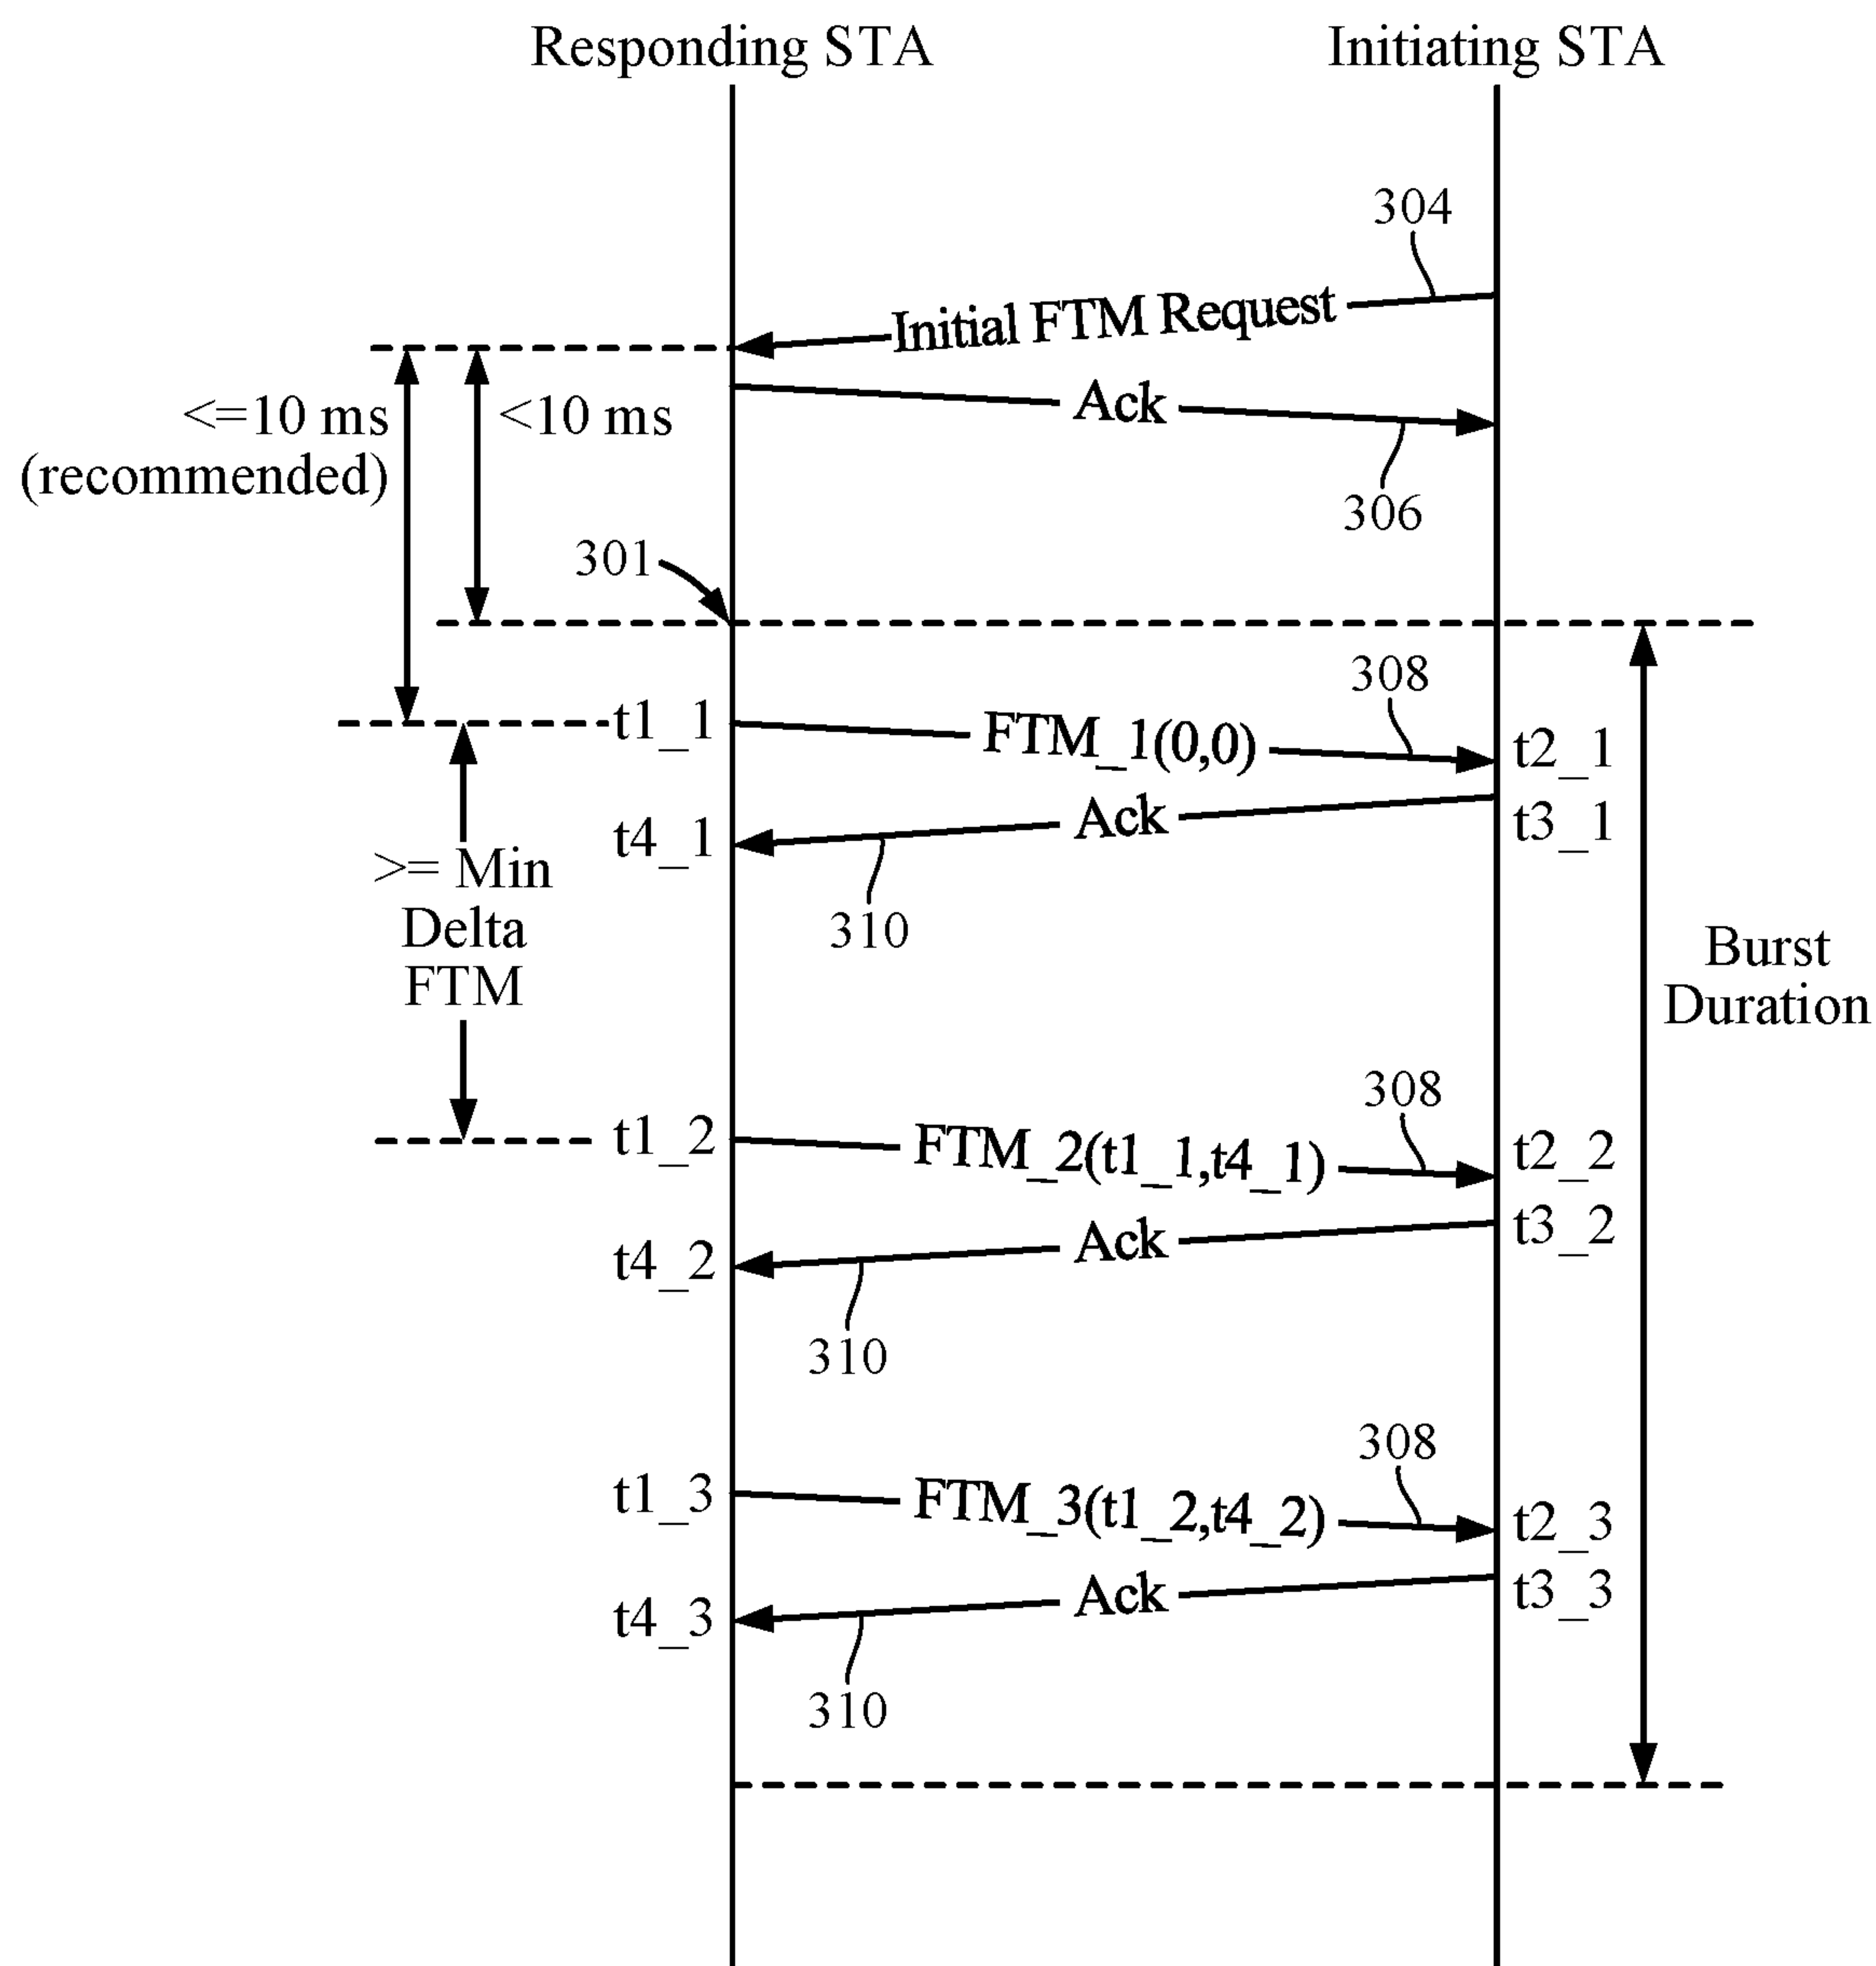 Responding STA
Initiating STA
304
Initial FTM Request
Ack
<=10 ms
(recommended)
<10 ms
306
301
308
t1_1
FTM_1(0,0)
t2_1
Ack
t3_1
t4_1
310
>= Min
Delta
FTM
Burst
Duration
308
t1_2
FTM_2(t1_1,t4_1)
t2_2
t3_2
Ack
t4_2
310
308
t1_3
FTM_3(t1_2,t4_2)
t2_3
Ack
t3_3
t4_3
310